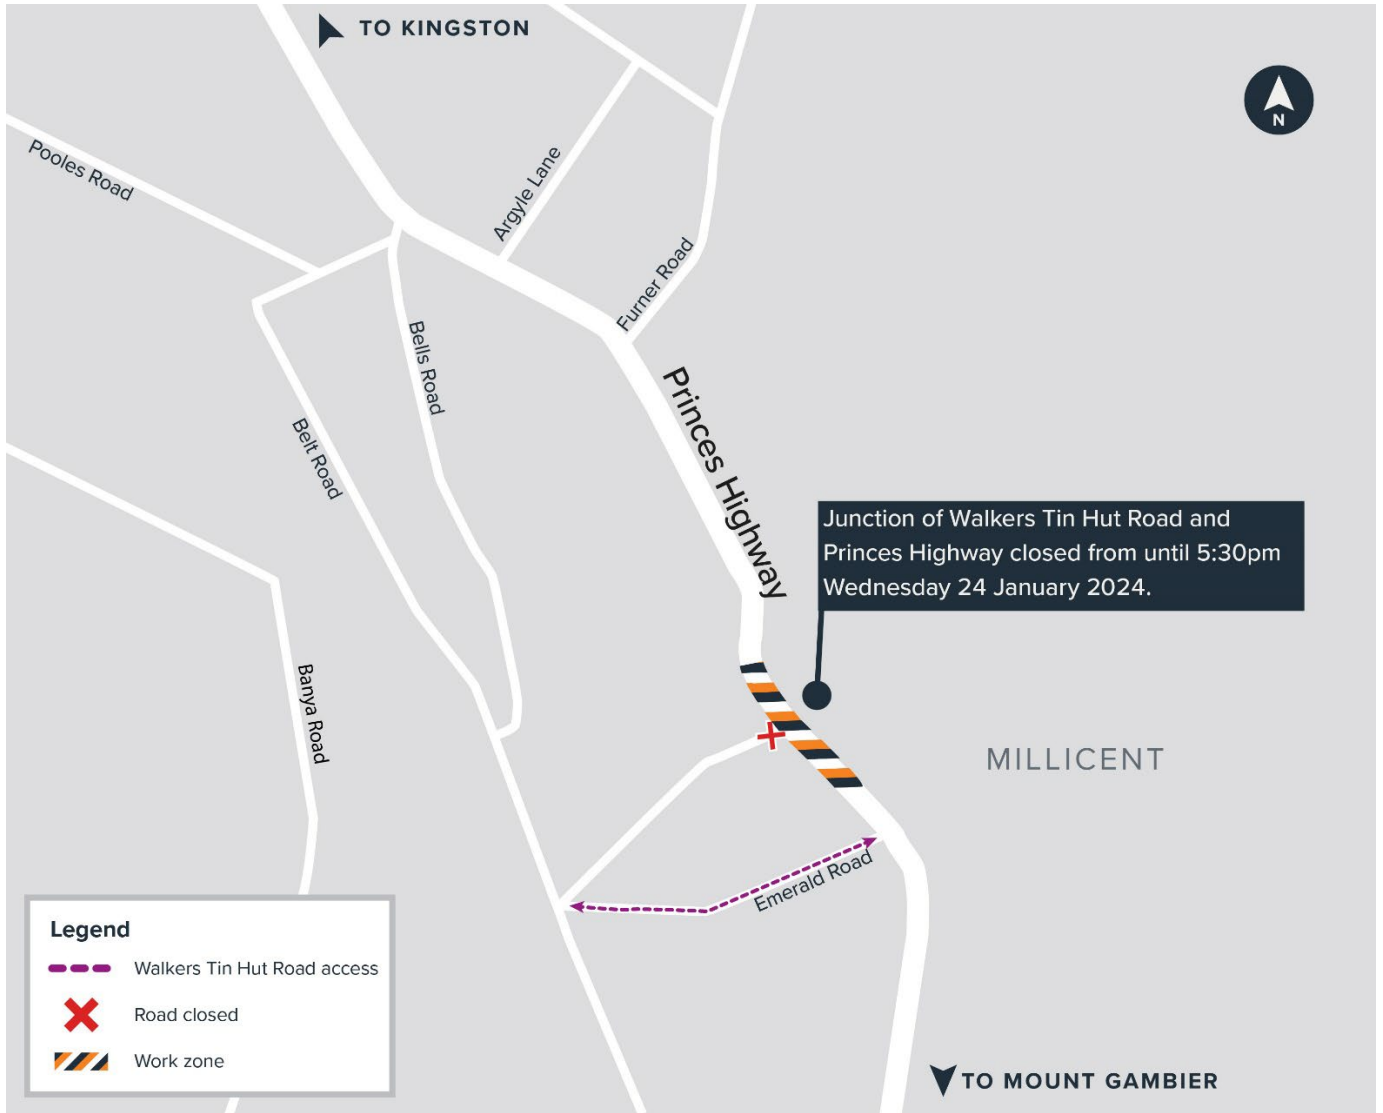 TO KINGSTON
N
Pooles Road
Argyle Lane
Furner Road
Bells Road
Princes Highway
Belt Road
Junction of Walkers Tin Hut Road and
Princes Highway closed from until 5:30pm
Wednesday 24 January 2024.
Banya Road
MILLICENT
Emerald Road
Legend
Walkers Tin Hut Road access
Road closed
Work zone
TO MOUNT GAMBIER